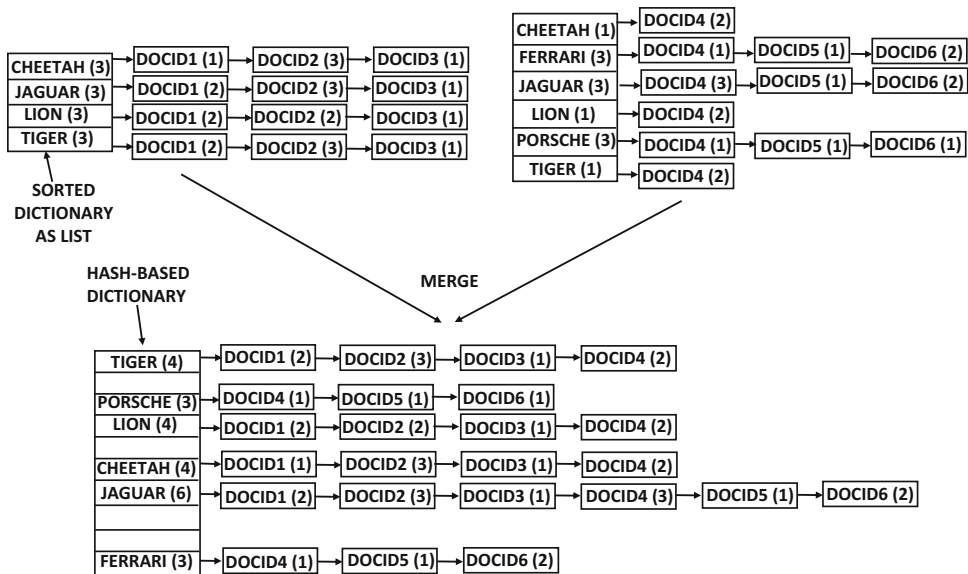 CHEETAH (3) DOCID1 (1) DOCID2 (3) DOCID3 (1)
JAGUAR (3) DOCID1 (2) DOCID2 (3) DOCID3 (1)
LION (3) DOCID1 (2) DOCID2 (2) DOCID3 (1)
TIGER (3) DOCID1 (2) DOCID2 (3) DOCID3 (1)
SORTED
DICTIONARY
AS LIST
CHEETAH (1) DOCID4 (2)
FERRARI (3) DOCID4 (1) DOCID5 (1) DOCID6 (2)
JAGUAR (3) DOCID4 (3) DOCID5 (1) DOCID6 (2)
LION (1) DOCID4 (2)
PORSCHE (3) DOCID4 (1) DOCID5 (1) DOCID6 (1)
TIGER (1) DOCID4 (2)
MERGE
HASH-BASED
DICTIONARY
TIGER (4) DOCID1 (2) DOCID2 (3) DOCID3 (1) DOCID4 (2)
PORSCHE (3) DOCID4 (1) DOCID5 (1) DOCID6 (1)
LION (4) DOCID1 (2) DOCID2 (2) DOCID3 (1) DOCID4 (2)
CHEETAH (4) DOCID1 (1) DOCID2 (3) DOCID3 (1) DOCID4 (2)
JAGUAR (6) DOCID1 (2) DOCID2 (3) DOCID3 (1) DOCID4 (3) DOCID5 (1) DOCID6 (2)
FERRARI (3) DOCID4 (1) DOCID5 (1) DOCID6 (2)